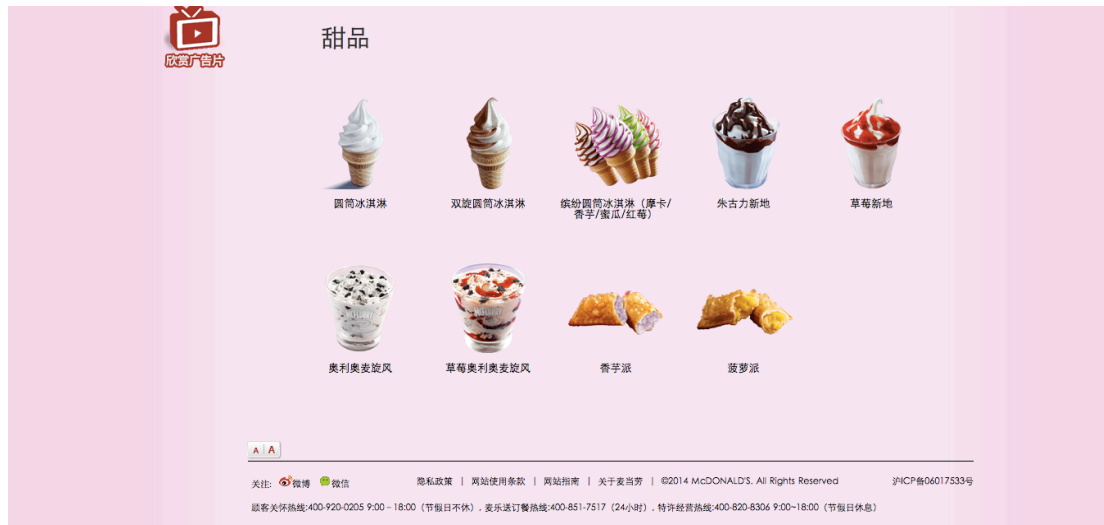 欣赏广告片
甜品
圆筒冰淇淋
双旋圆筒冰淇淋
缤纷圆筒冰淇淋（摩卡/
香芋/蜜瓜/红莓）
朱古力新地
草莓新地
奥利奥麦旋风
草莓奥利奥麦旋风
香芋派
菠萝派
A A
关注: 微博 微信
隐私政策 | 网站使用条款 | 网站指南 | 关于麦当劳 | ©2014 McDONALD'S. All Rights Reserved
沪ICP备06017533号
顾客关怀热线:400-920-0205 9:00－18:00（节假日不休）, 麦乐送订餐热线:400-851-7517（24小时）, 特许经营热线:400-820-8306 9:00~18:00（节假日休息）